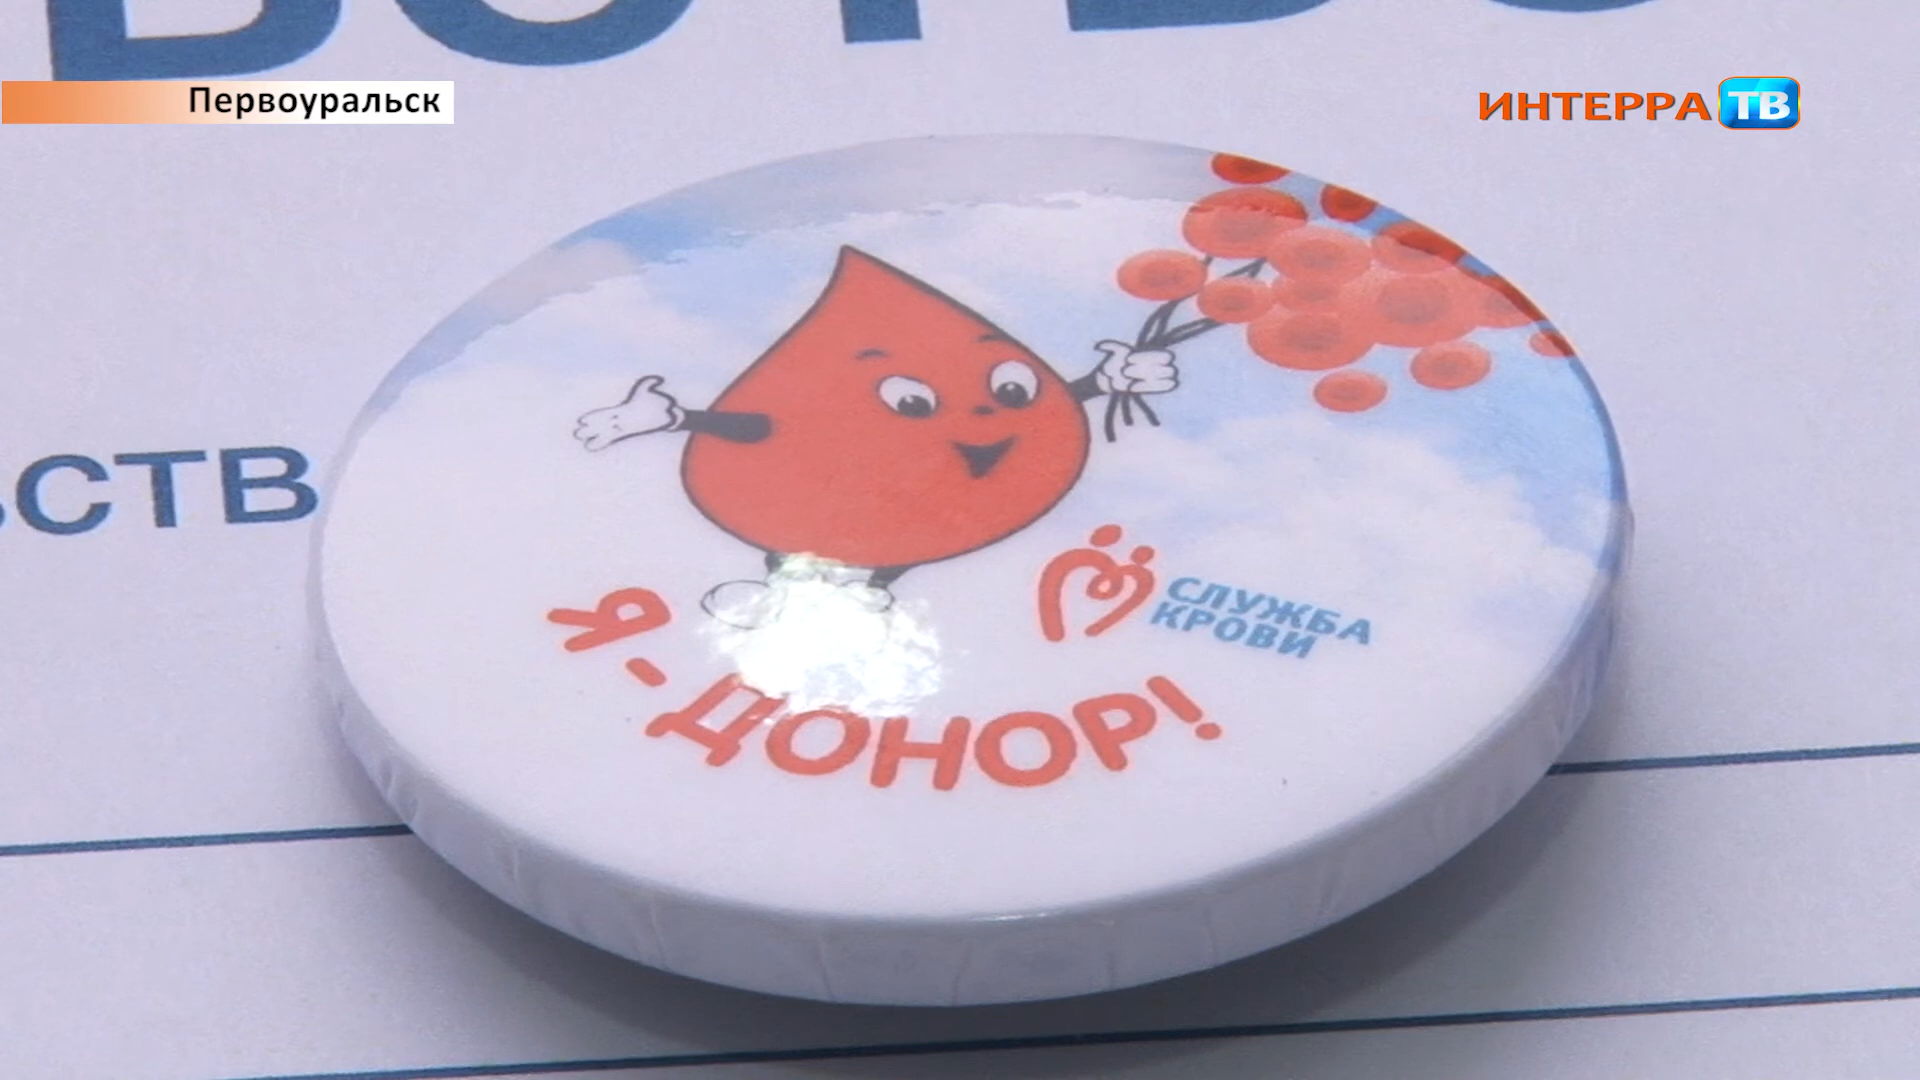 Первоуральск
ИНТЕРРА ТВ
СТВ
СЛУЖБА
КРОВИ
Я - ДОНОР!